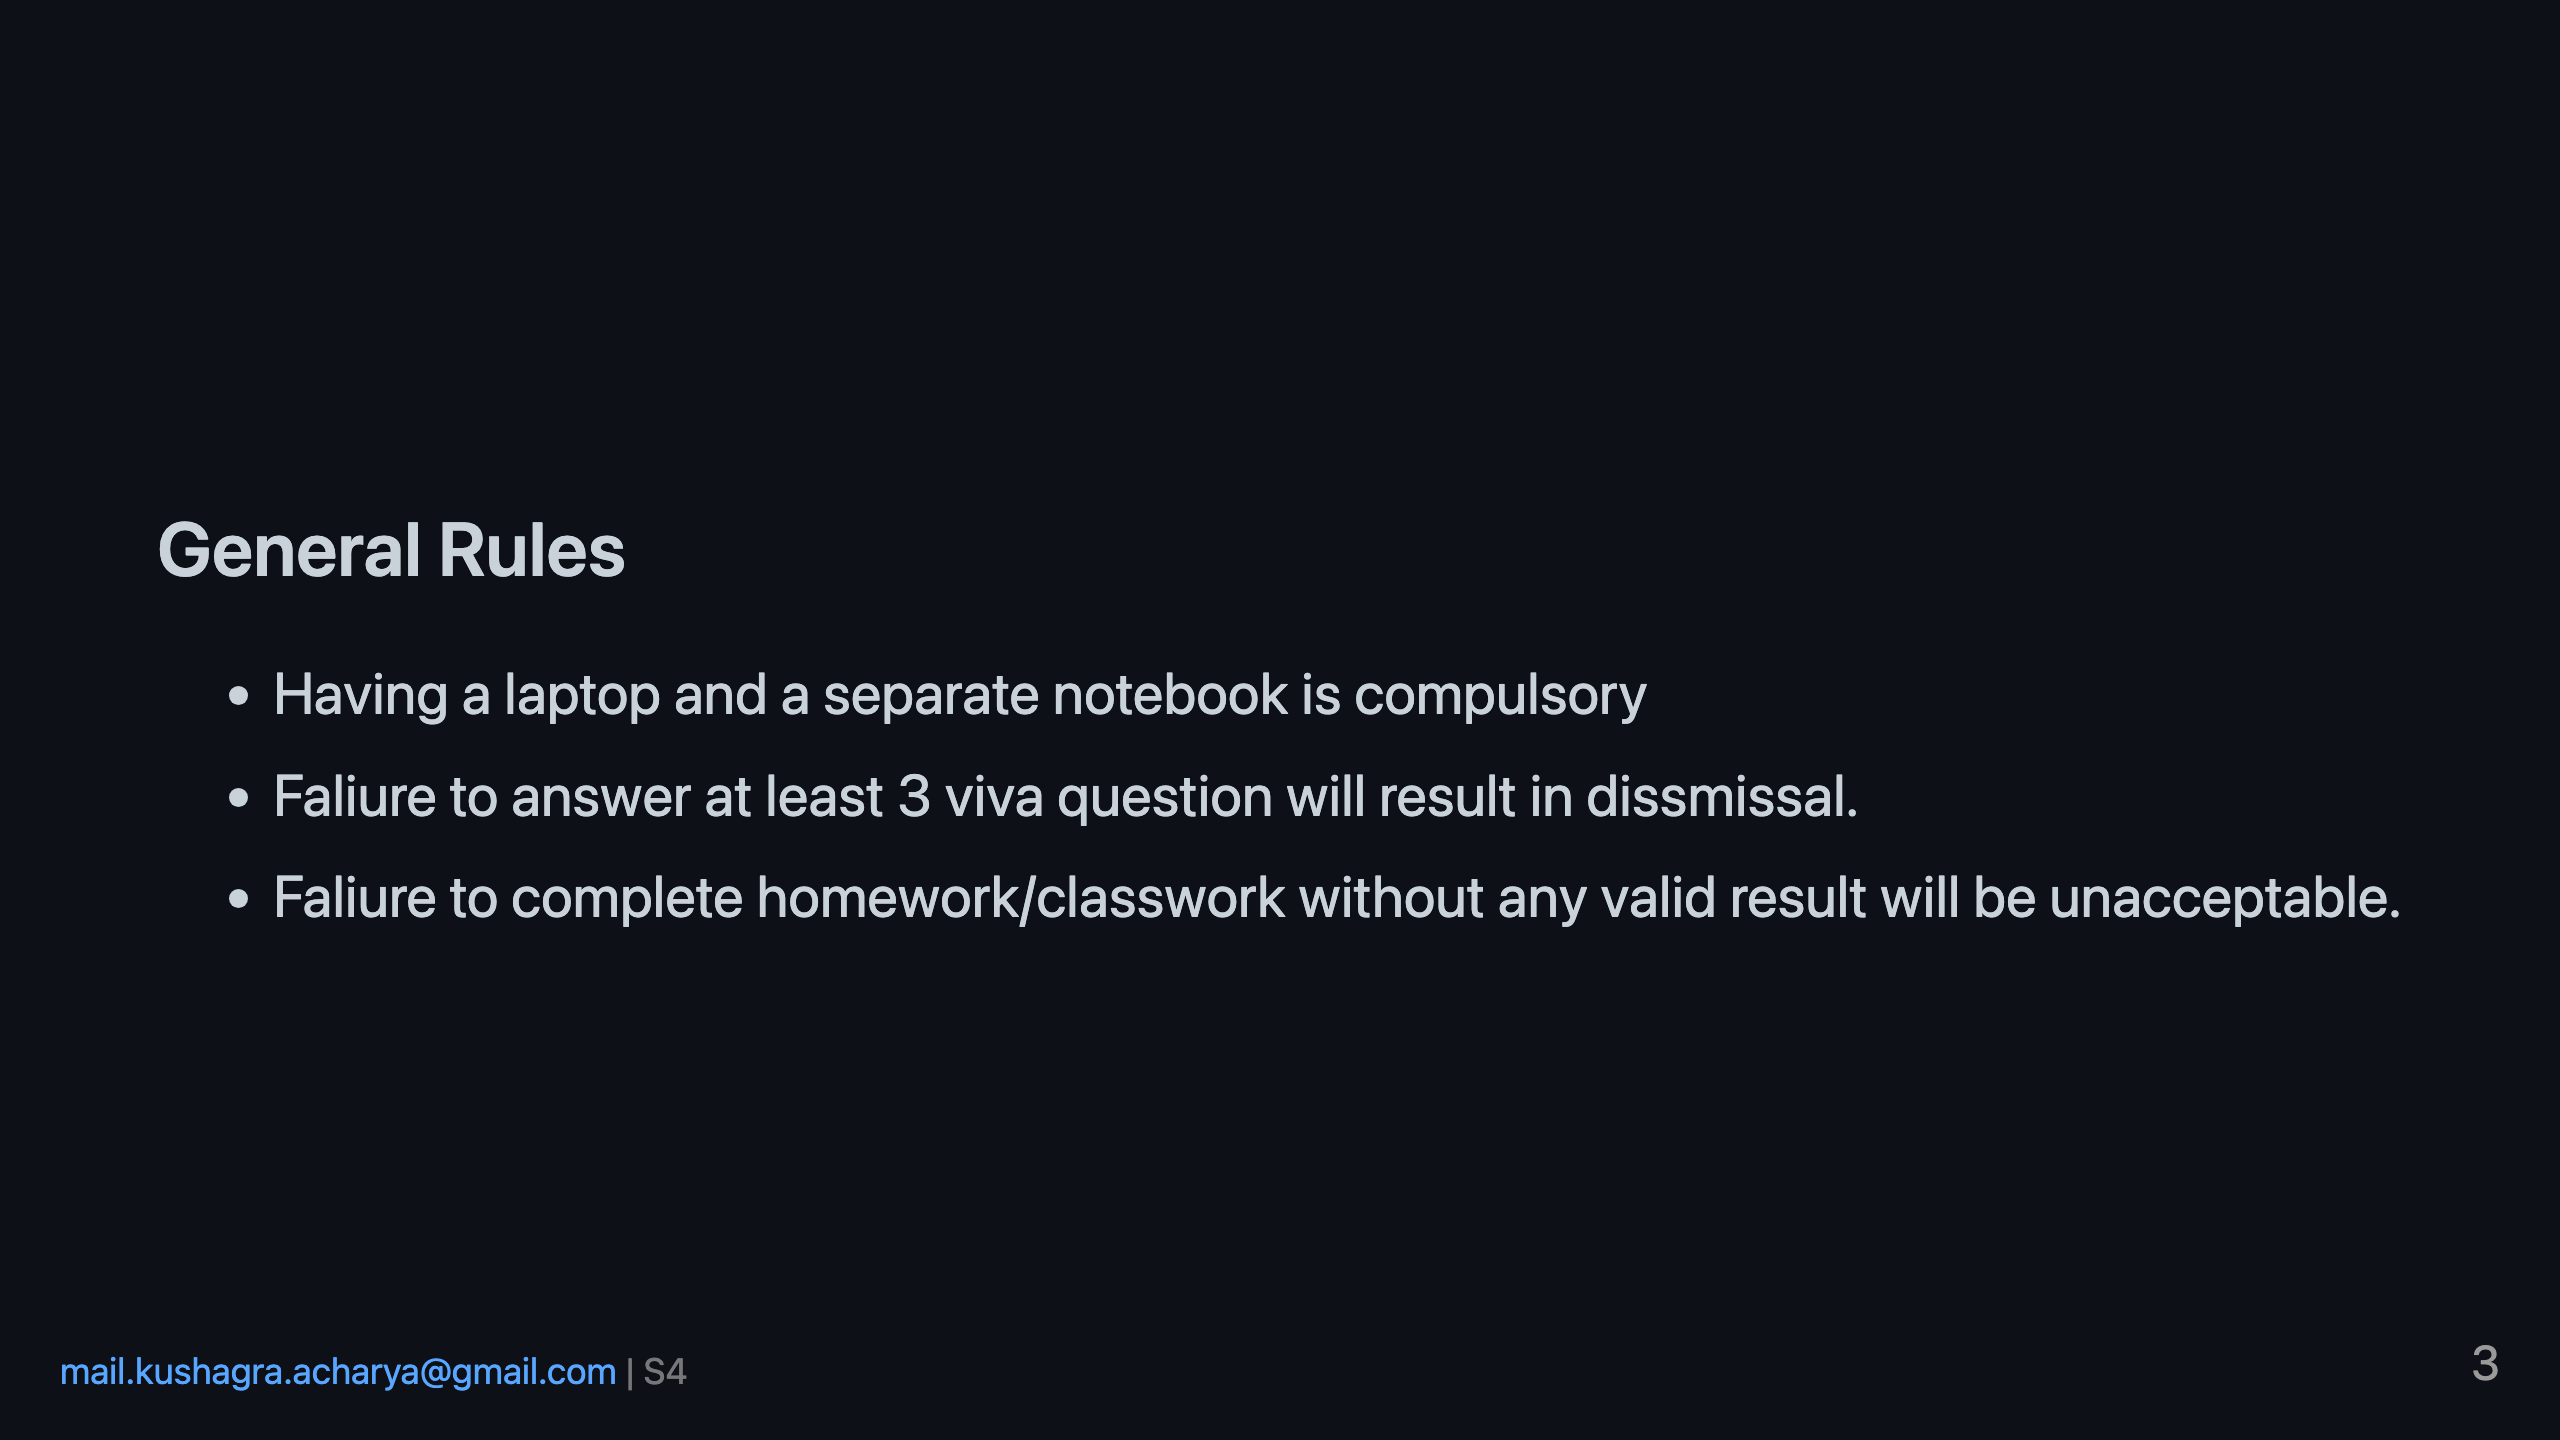 General Rules
• Having a laptop and a separate notebook is compulsory
• Faliure to answer at least 3 viva question will result in dissmissal.
• Faliure to complete homework/classwork without any valid result will be unacceptable.
mail.kushagra.acharya@gmail.com | S4
3